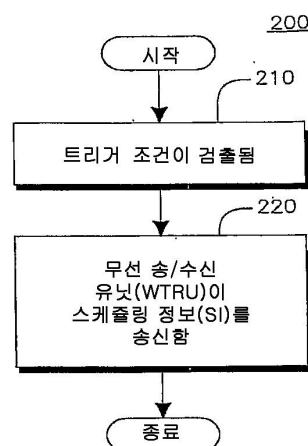 200
시작
210
트리거 조건이 검출됨
220
무선 송/수신
유닛(WTRU)이
스케쥴링 정보(SI)를
송신함
종료